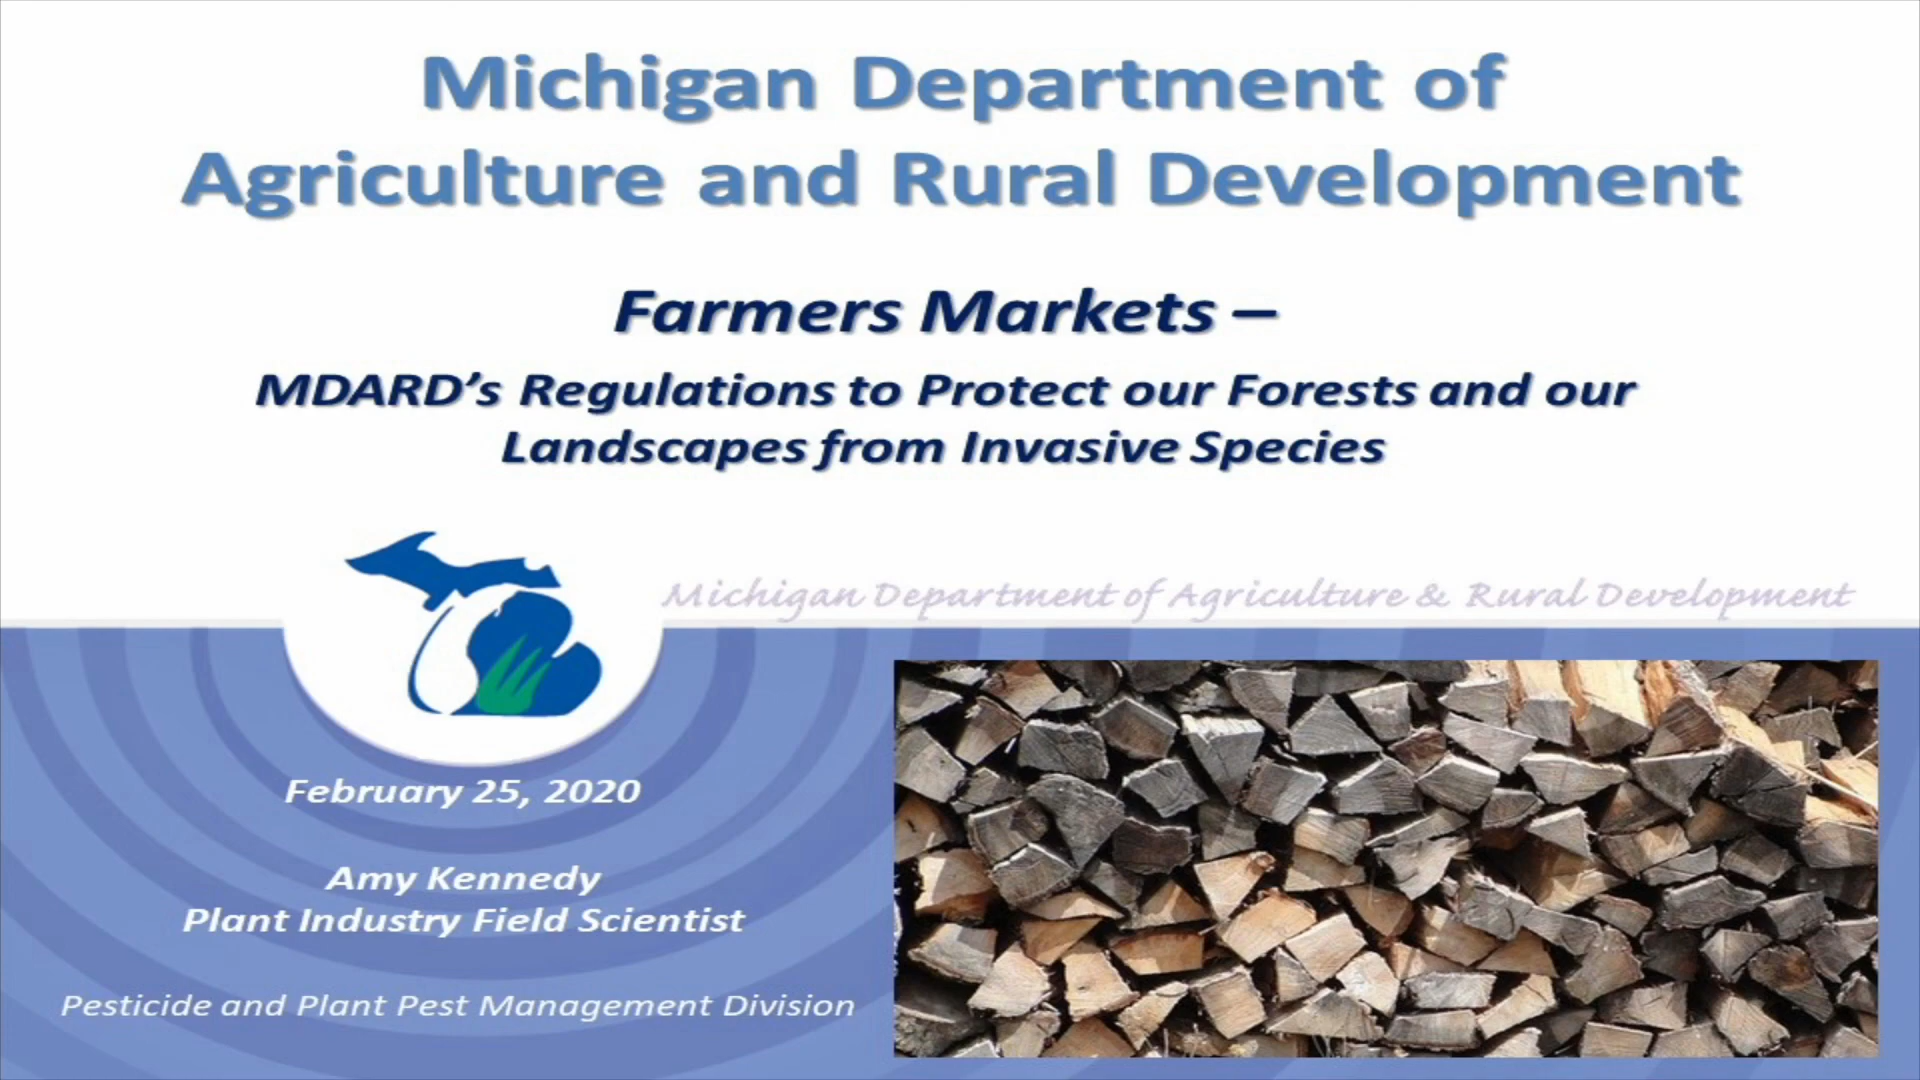 Michigan Department of
Agriculture and Rural Development
Farmers Markets –
MDARD's Regulations to Protect our Forests and our
Landscapes from Invasive Species
Michigan Department of Agriculture & Rural Development
February 25, 2020
Amy Kennedy
Plant Industry Field Scientist
Pesticide and Plant Pest Management Division